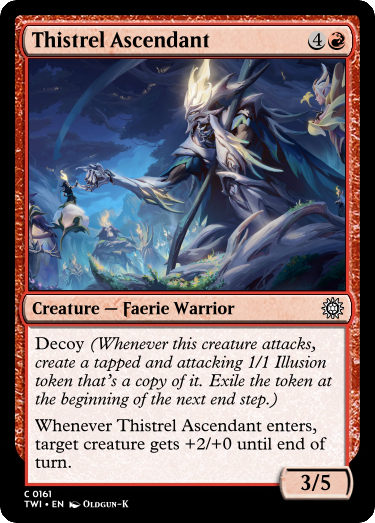 Thistrel Ascendant 4
Creature — Faerie Warrior
Decoy (Whenever this creature attacks,
create a tapped and attacking 1/1 Illusion
token that's a copy of it. Exile the token at
the beginning of the next end step.)
Whenever Thistrel Ascendant enters,
target creature gets +2/+0 until end of
turn.
3/5
C 0161
TWI • EN Oldgun-K